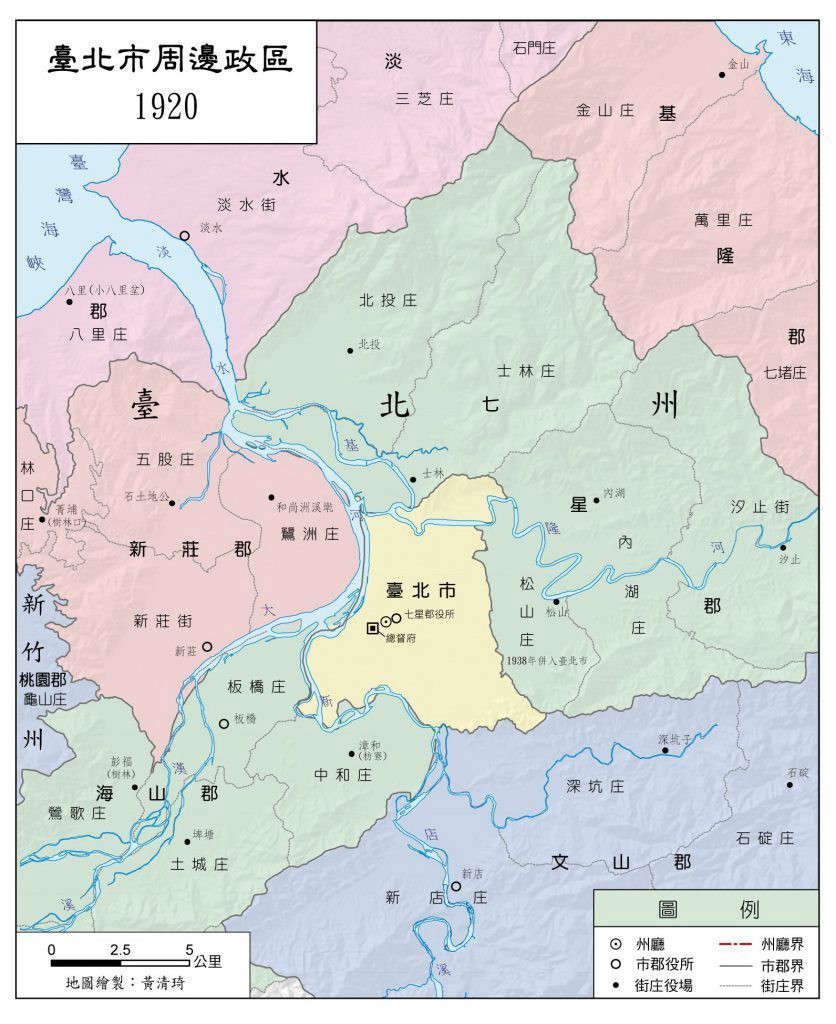 臺北市周邊政區
1920
東海
臺灣海峽
淡
石門庄
三芝庄
金山
金山庄
基
水
淡水街
淡水
萬里庄
隆
淡
八里(小八里坌)
郡
八里庄
北投庄
北投
水
士林庄
郡
七堵庄
臺
北
七
州
五股庄
基
林口庄
石土地公
和尚洲溪墘
士林
星
內湖
汐止街
菁埔
(樹林口)
河
鷺洲庄
隆
內
河
新莊郡
汐止
臺北市
松山庄
湖
庄
郡
新竹州
新莊街
大
七星郡役所
總督府
松山
新莊
1938年併入臺北市
桃園郡
龜山庄
板橋庄
新
板橋
漳和
(枋寮)
深坑子
彭福
(樹林)
漢
中和庄
石碇
海山郡
深坑庄
鶯歌庄
埤塘
店
石碇庄
土城庄
文山郡
新店
新店庄
溪
溪
圖例
州廳
州廳界
市郡役所
市郡界
街庄役場
街庄界
0 2.5 5
公里
地圖繪製：黃清琦